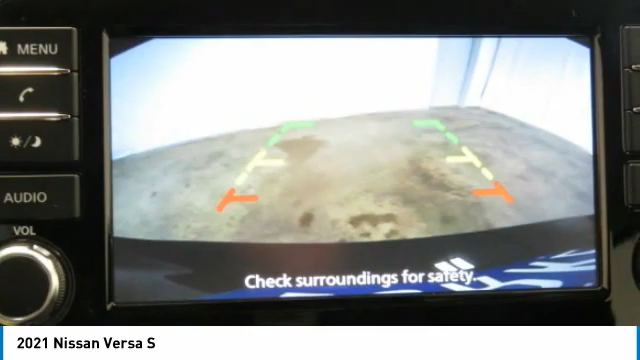 MENU
AUDIO
VOL
Check surroundings for safety.
2021 Nissan Versa S